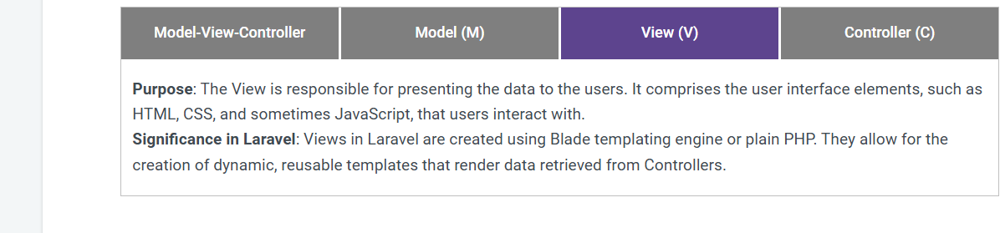 Model-View-Controller Model (M) View (V) Controller (C)
Purpose: The View is responsible for presenting the data to the users. It comprises the user interface elements, such as
HTML, CSS, and sometimes JavaScript, that users interact with.
Significance in Laravel: Views in Laravel are created using Blade templating engine or plain PHP. They allow for the
creation of dynamic, reusable templates that render data retrieved from Controllers.